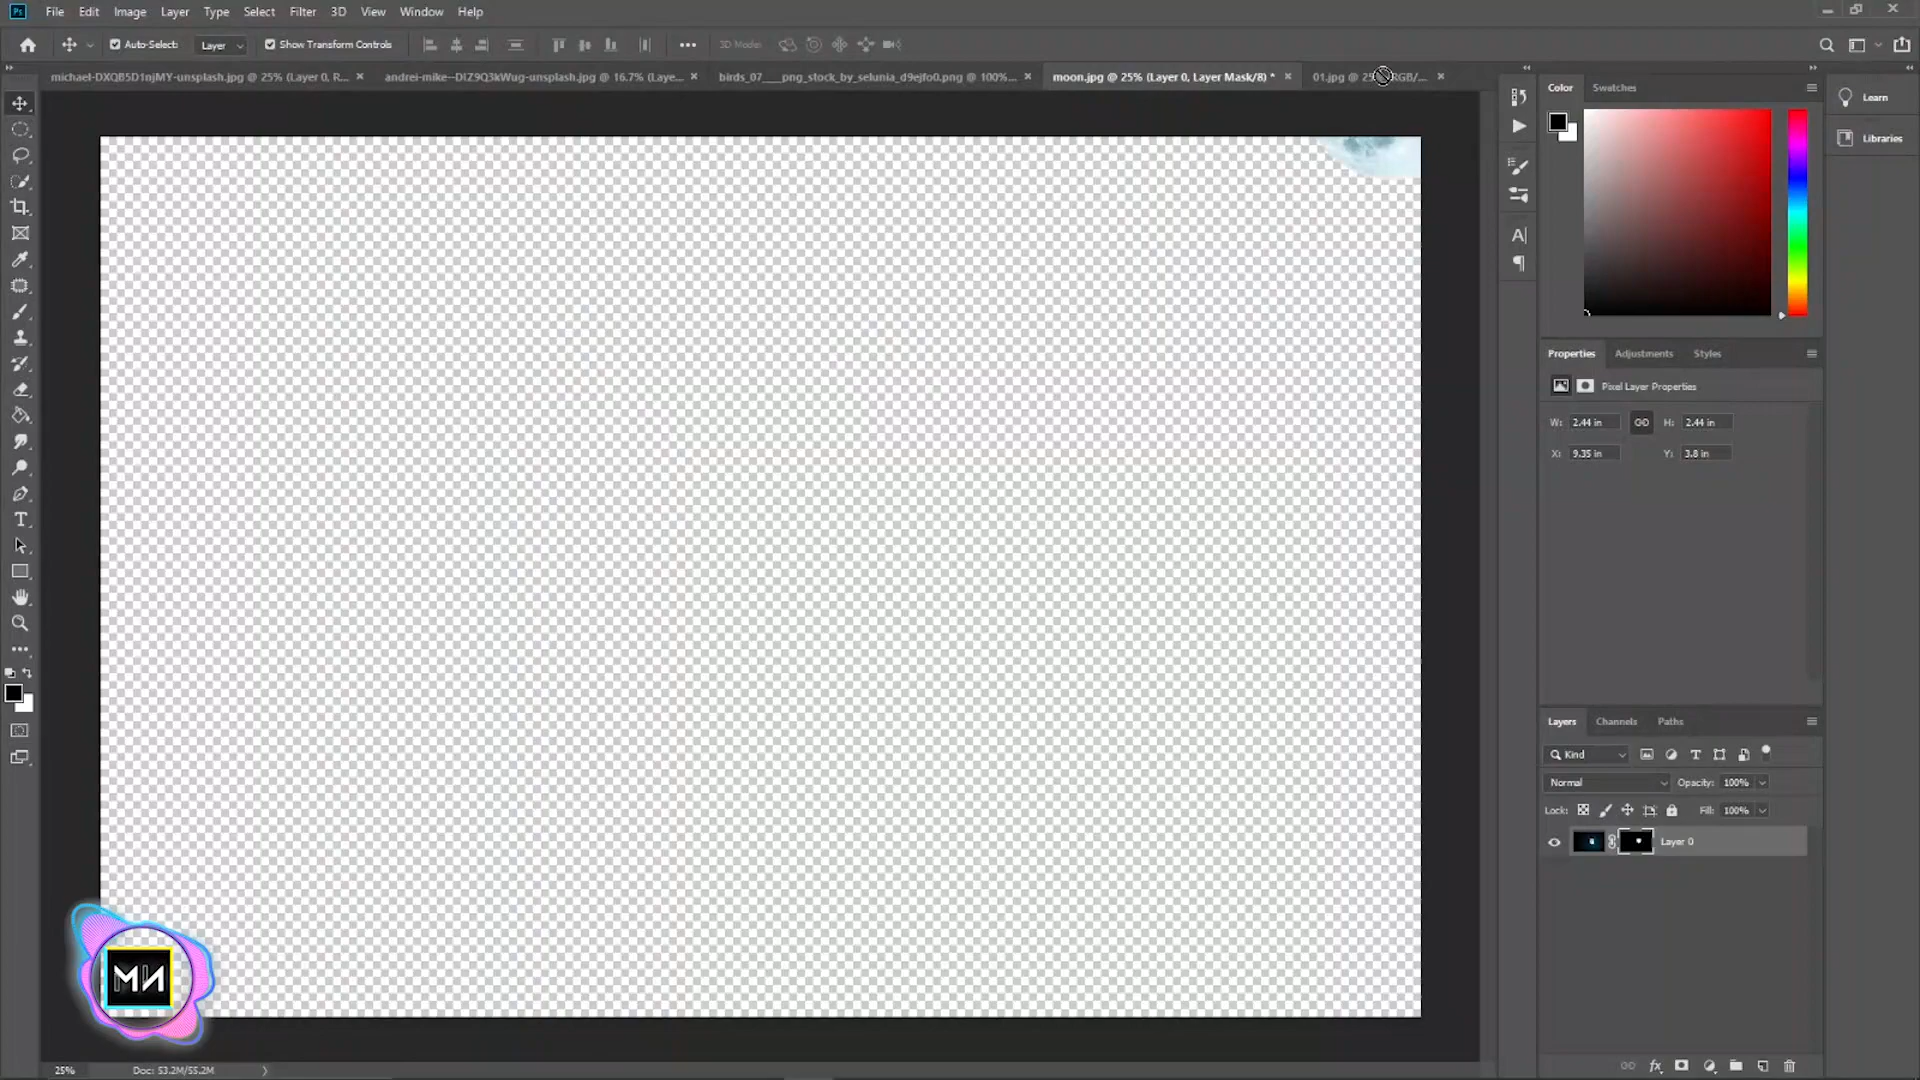 Ps File Edit Image Layer Type Select Filter 3D View Window Help
Auto-Select: Layer Show Transform Controls 3D Mode:
michael-DXQB5D1njMY-unsplash.jpg @ 25% (Layer 0, R... × andrei-mike--DIZ9Q3kWug-unsplash.jpg @ 16.7% (Laye... × birds_07___png_stock_by_selunia_d9ejfo0.png @ 100%... × moon.jpg @ 25% (Layer 0, Layer Mask/8) * × 01.jpg @ 25 RGB/... ×
Color Swatches
Learn
Libraries
Properties Adjustments Styles
Pixel Layer Properties
W: 2.44 in H: 2.44 in
X: 9.35 in Y: 3.8 in
Layers Channels Paths
Kind
Normal Opacity: 100%
Lock: Fill: 100%
Layer 0
MN
25% Doc: 53.2M/55.2M